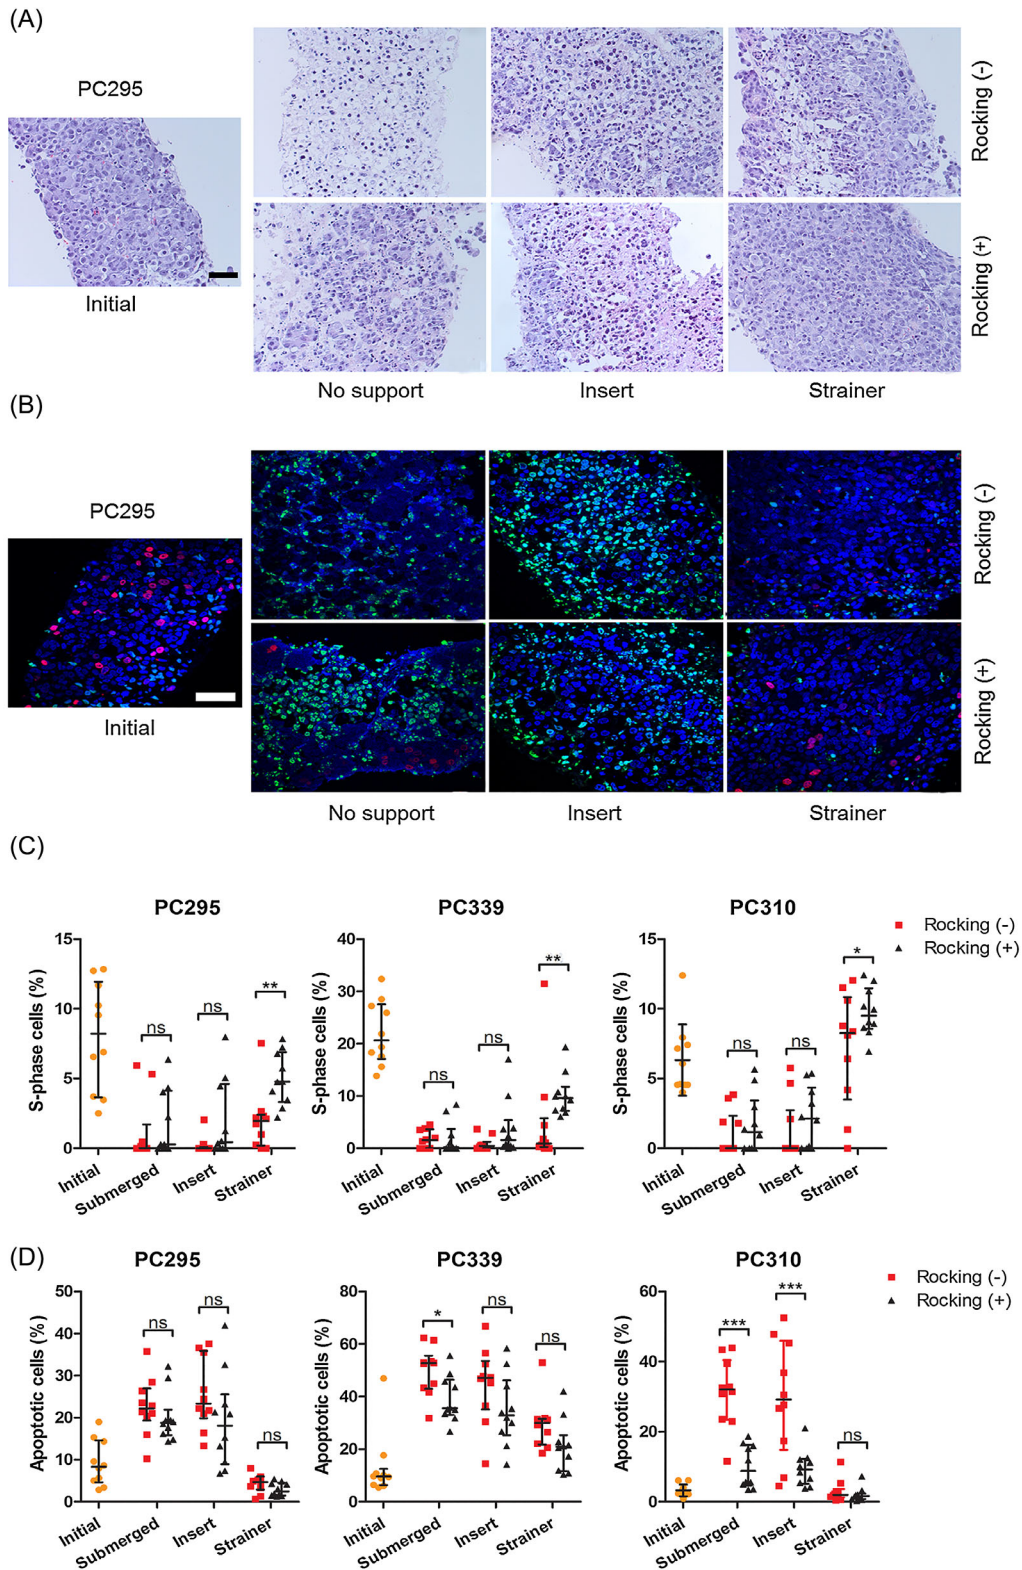 (A)
PC295
Initial
Rocking (-)
Rocking (+)
No support
Insert
Strainer
(B)
PC295
Initial
Rocking (-)
Rocking (+)
No support
Insert
Strainer
(C)
PC295
PC339
PC310
Rocking (-)
Rocking (+)
S-phase cells (%)
15
10
5
0
ns
ns
**
Initial
Submerged
Insert
Strainer
S-phase cells (%)
40
30
20
10
0
ns
ns
**
Initial
Submerged
Insert
Strainer
S-phase cells (%)
15
10
5
0
ns
ns
*
Initial
Submerged
Insert
Strainer
(D)
PC295
PC339
PC310
Rocking (-)
Rocking (+)
Apoptotic cells (%)
50
40
30
20
10
0
ns
ns
ns
Initial
Submerged
Insert
Strainer
Apoptotic cells (%)
80
60
40
20
0
*
ns
ns
Initial
Submerged
Insert
Strainer
Apoptotic cells (%)
60
40
20
0
***
***
ns
Initial
Submerged
Insert
Strainer